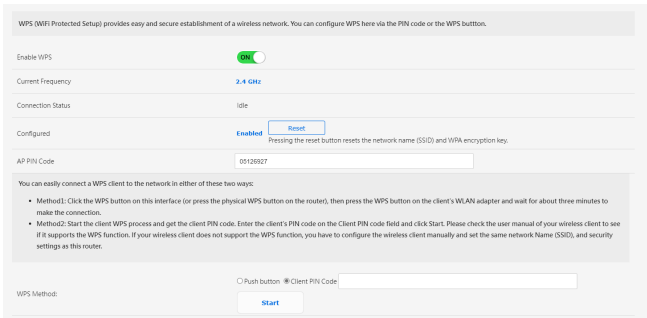 WPS (WiFi Protected Setup) provides easy and secure establishment of a wireless network. You can configure WPS here via the PIN code or the WPS buttton.
Enable WPS
ON
Current Frequency
2.4 GHz
Connection Status
Idle
Configured
Enabled
Reset
Pressing the reset button resets the network name (SSID) and WPA encryption key.
AP PIN Code
05126927
You can easily connect a WPS client to the network in either of these two ways:
• Method1: Click the WPS button on this interface (or press the physical WPS button on the router), then press the WPS button on the client's WLAN adapter and wait for about three minutes to
make the connection.
• Method2: Start the client WPS process and get the client PIN code. Enter the client's PIN code on the Client PIN code field and click Start. Please check the user manual of your wireless client to see
if it supports the WPS function. If your wireless client does not support the WPS function, you have to configure the wireless client manually and set the same network Name (SSID), and security
settings as this router.
WPS Method:
Push button Client PIN Code
Start